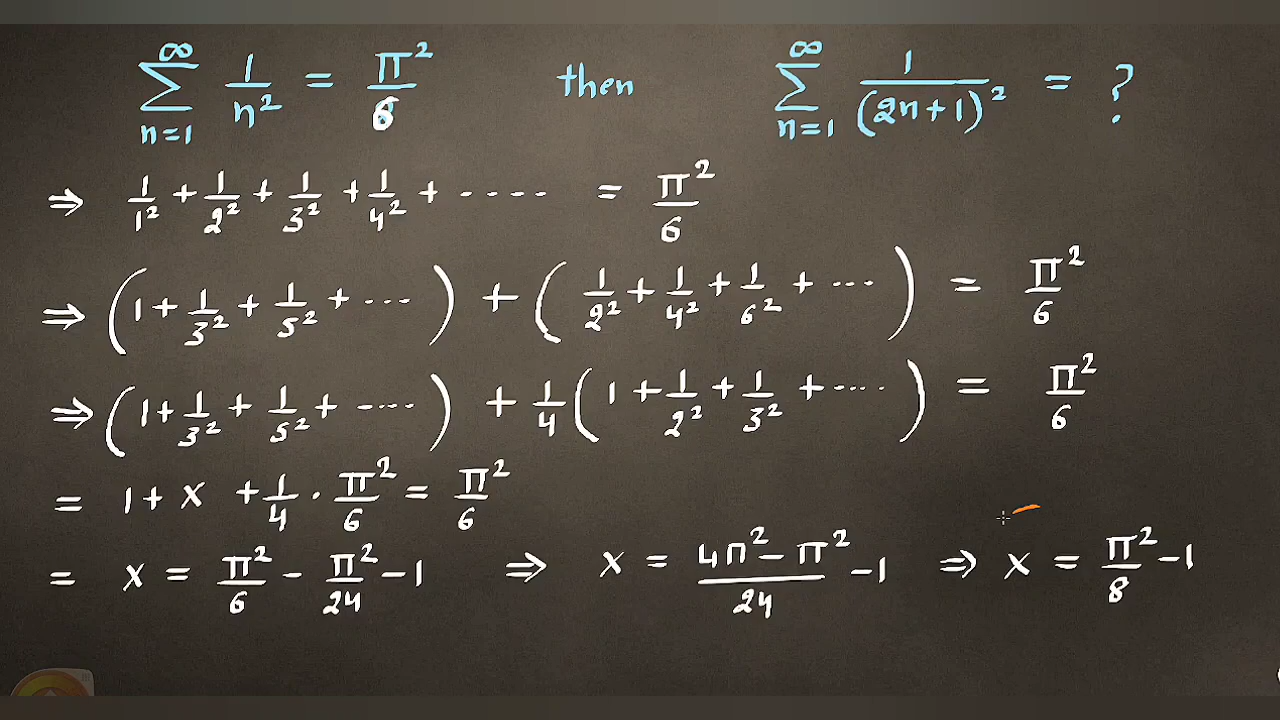 ∑_{n=1}^{∞} 1/n² = π²/6 then ∑_{n=1}^{∞} 1/(2n+1)² = ?
⇒ 1/1² + 1/2² + 1/3² + 1/4² + ---- = π²/6
⇒ (1 + 1/3² + 1/5² + ---) + (1/2² + 1/4² + 1/6² + ---) = π²/6
⇒ (1 + 1/3² + 1/5² + ----) + 1/4 (1 + 1/2² + 1/3² + ----) = π²/6
= 1 + x + 1/4 · π²/6 = π²/6
= x = π²/6 - π²/24 - 1 ⇒ x = (4π² - π²)/24 - 1 ⇒ x = π²/8 - 1